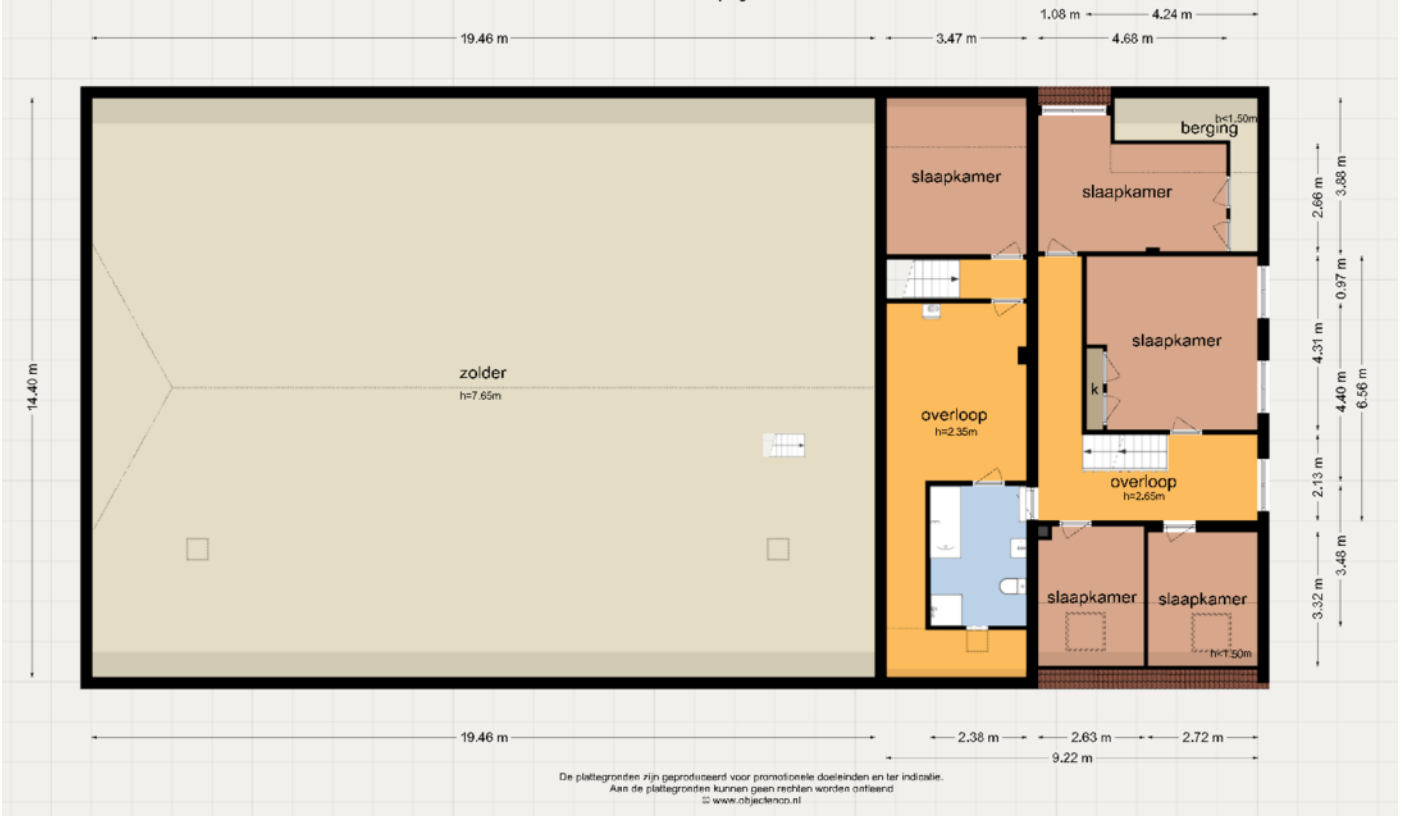 1.08 m
4.24 m
19.46 m
3.47 m
4.68 m
h<1.50m
berging
slaapkamer
slaapkamer
3.88 m
2.66 m
0.97 m
14.40 m
zolder
h=7.65m
slaapkamer
4.31 m
4.40 m
6.56 m
k
overloop
h=2.35m
overloop
h=2.65m
2.13 m
3.48 m
slaapkamer
slaapkamer
3.32 m
h<1.50m
19.46 m
2.38 m
2.63 m
2.72 m
9.22 m
De plattegronden zijn geproduceerd voor promotionele doeleinden en ter indicatie.
Aan de plattegronden kunnen geen rechten worden ontleend
© www.objectenco.nl